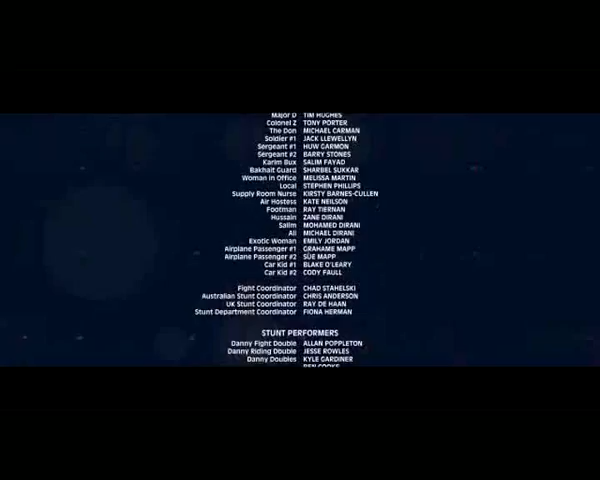 Major D TIM HUGHES
Colonel Z TONY PORTER
The Don MICHAEL CARMAN
Soldier #1 JACK LLEWELLYN
Sergeant #1 HUW GARMON
Sergeant #2 BARRY STONES
Karim Bux SALIM FAYAD
Bakhait Guard SHARBEL SUKKAR
Woman in Office MELISSA MARTIN
Local STEPHEN PHILLIPS
Supply Room Nurse KIRSTY BARNES-CULLEN
Air Hostess KATE NEILSON
Footman RAY TIERNAN
Hussain ZANE DIRANI
Salim MOHAMED DIRANI
Ali MICHAEL DIRANI
Exotic Woman EMILY JORDAN
Airplane Passenger #1 GRAHAME MAPP
Airplane Passenger #2 SUE MAPP
Car Kid #1 BLAKE O'LEARY
Car Kid #2 CODY FAULL
Fight Coordinator CHAD STAHELSKI
Australian Stunt Coordinator CHRIS ANDERSON
UK Stunt Coordinator RAY DE HAAN
Stunt Department Coordinator FIONA HERMAN
STUNT PERFORMERS
Danny Fight Double ALLAN POPPLETON
Danny Riding Double JESSE ROWLES
Danny Doubles KYLE GARDINER
BEN COOKE